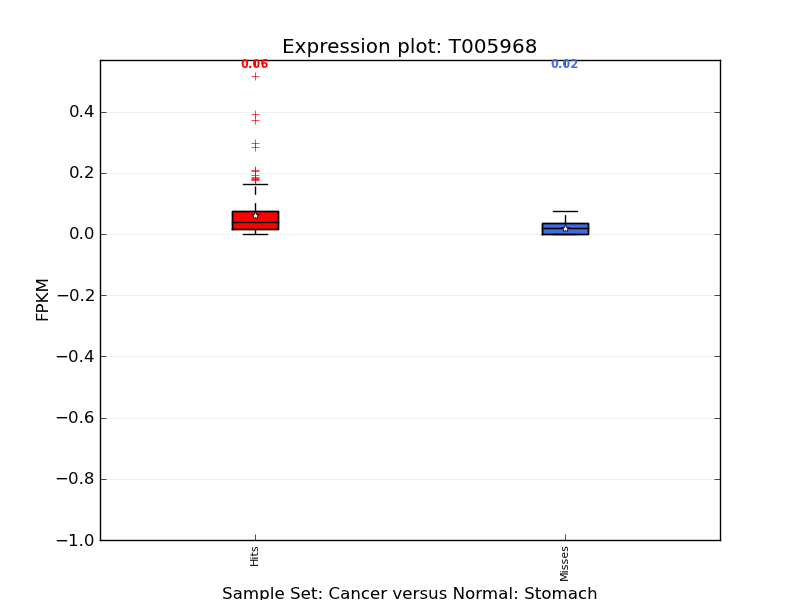 Expression plot: T005968
0.06
0.02
0.4
0.2
0.0
−0.2
−0.4
−0.6
−0.8
−1.0
FPKM
Hits
Misses
Sample Set: Cancer versus Normal: Stomach